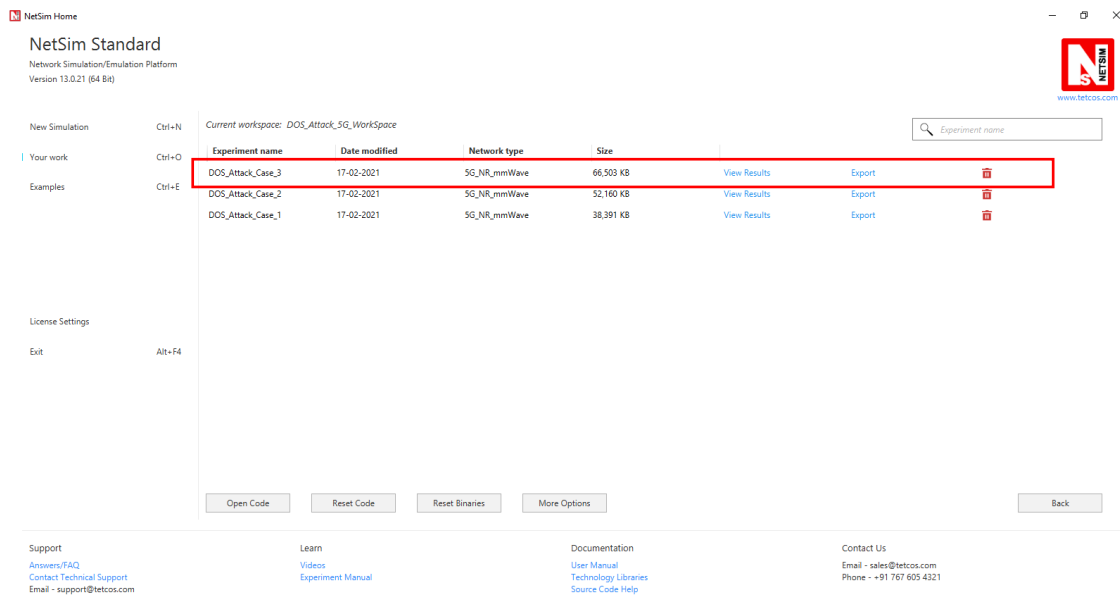 NetSim Home
NetSim Standard
Network Simulation/Emulation Platform
Version 13.0.21 (64 Bit)
N
S
NETSIM
www.tetcos.com
New Simulation Ctrl+N
Your work Ctrl+O
Examples Ctrl+E
License Settings
Exit Alt+F4
Current workspace: DOS_Attack_5G_WorkSpace
Experiment name
Experiment name Date modified Network type Size
DOS_Attack_Case_3 17-02-2021 5G_NR_mmWave 66,503 KB View Results Export
DOS_Attack_Case_2 17-02-2021 5G_NR_mmWave 52,160 KB View Results Export
DOS_Attack_Case_1 17-02-2021 5G_NR_mmWave 38,391 KB View Results Export
Open Code Reset Code Reset Binaries More Options Back
Support
Answers/FAQ
Contact Technical Support
Email - support@tetcos.com
Learn
Videos
Experiment Manual
Documentation
User Manual
Technology Libraries
Source Code Help
Contact Us
Email - sales@tetcos.com
Phone - +91 767 605 4321